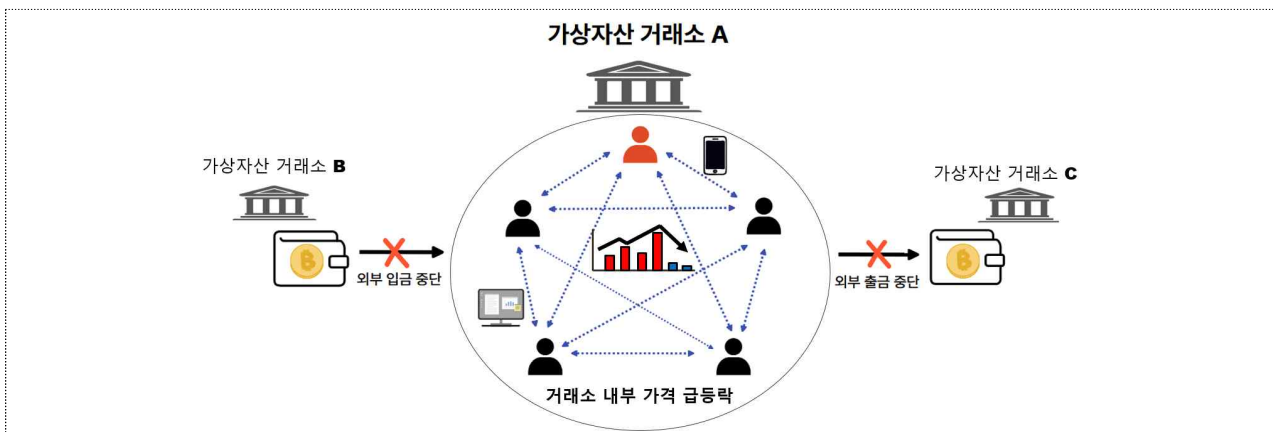 가상자산 거래소 A
가상자산 거래소 B
가상자산 거래소 C
외부 입금 중단
외부 출금 중단
거래소 내부 가격 급등락